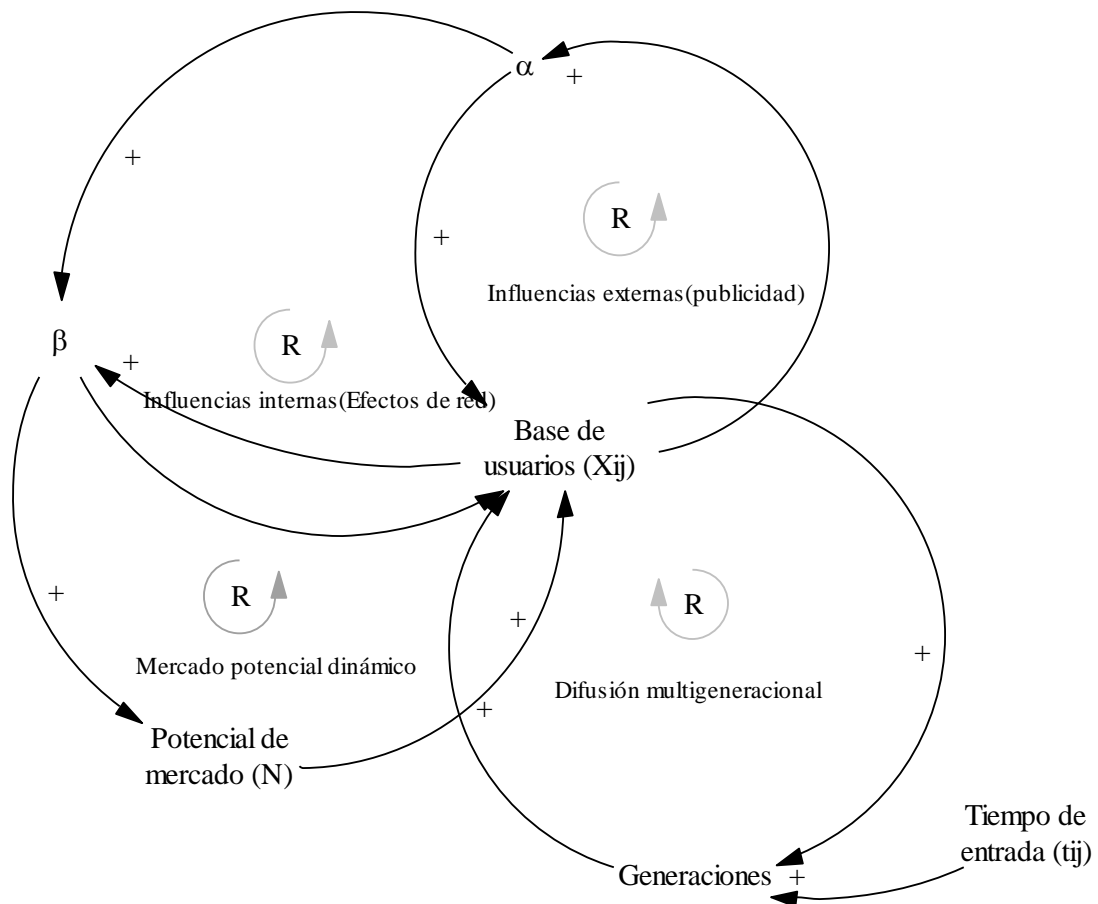 α
+
+
+
R
Influencias externas(publicidad)
β
+
R
Influencias internas(Efectos de red)
Base de
usuarios (Xij)
+
R
+
R
+
Mercado potencial dinámico
Difusión multigeneracional
+
Potencial de
mercado (N)
Tiempo de
entrada (tij)
Generaciones +